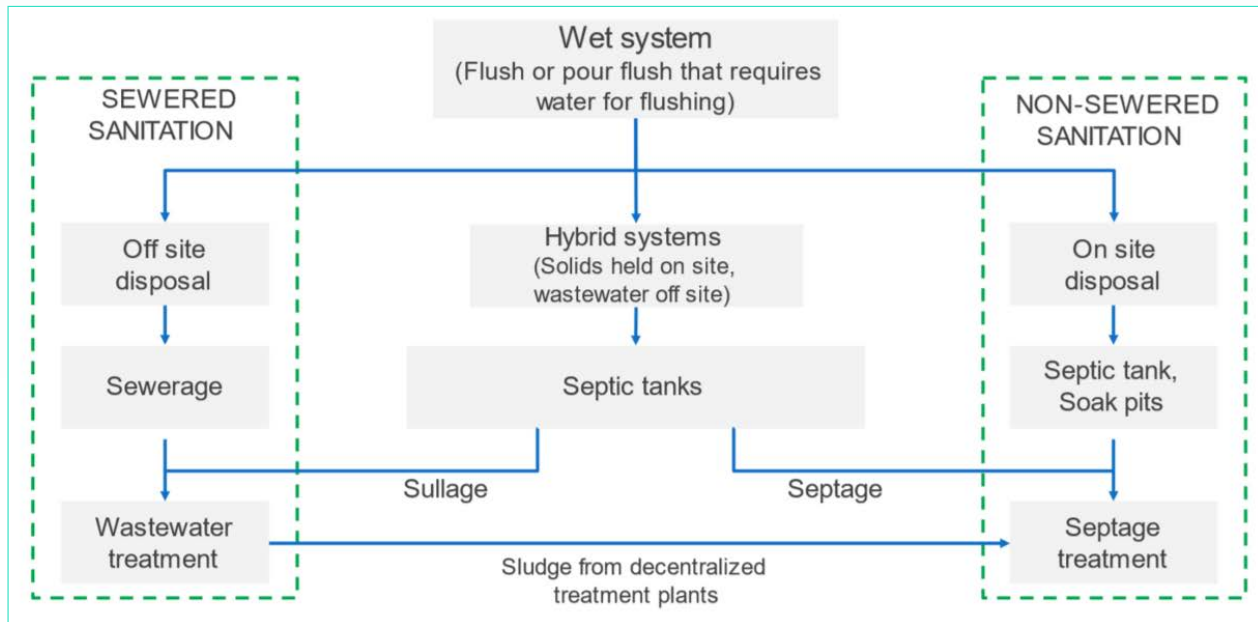 Wet system
(Flush or pour flush that requires
water for flushing)
SEWERED
SANITATION
NON-SEWERED
SANITATION
Off site
disposal
Hybrid systems
(Solids held on site,
wastewater off site)
On site
disposal
Sewerage
Septic tanks
Septic tank,
Soak pits
Sullage
Septage
Wastewater
treatment
Sludge from decentralized
treatment plants
Septage
treatment